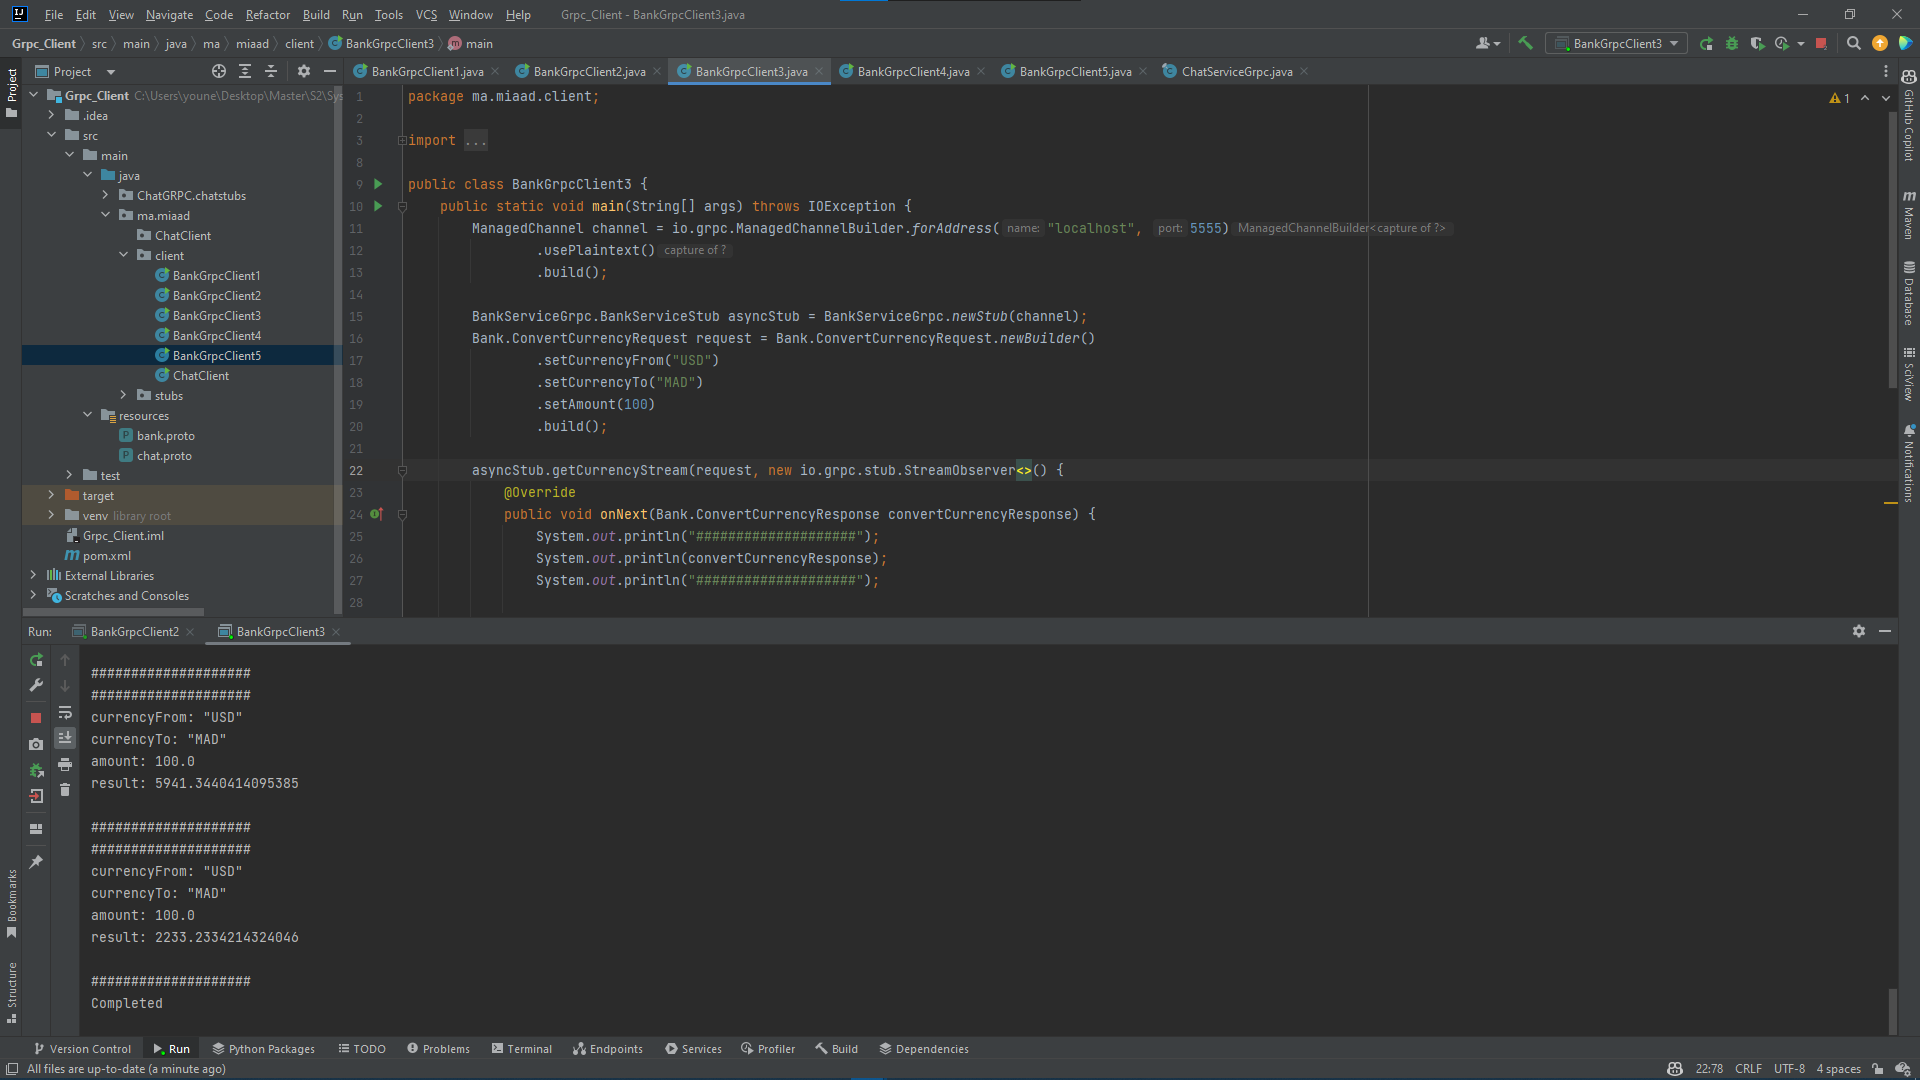 File Edit View Navigate Code Refactor Build Run Tools VCS Window Help Grpc_Client - BankGrpcClient3.java
Grpc_Client src main java ma miaad client BankGrpcClient3 main
BankGrpcClient3
Project
BankGrpcClient1.java BankGrpcClient2.java BankGrpcClient3.java BankGrpcClient4.java BankGrpcClient5.java ChatServiceGrpc.java
Project
Grpc_Client C:\Users\youne\Desktop\Master\S2\Sys
.idea
src
main
java
ChatGRPC.chatstubs
ma.miaad
ChatClient
client
BankGrpcClient1
BankGrpcClient2
BankGrpcClient3
BankGrpcClient4
BankGrpcClient5
ChatClient
stubs
resources
bank.proto
chat.proto
test
target
venv library root
Grpc_Client.iml
pom.xml
External Libraries
Scratches and Consoles
1 package ma.miaad.client;
2
3 import ...
8
9 public class BankGrpcClient3 {
10 public static void main(String[] args) throws IOException {
11 ManagedChannel channel = io.grpc.ManagedChannelBuilder.forAddress( name: "localhost", port: 5555) ManagedChannelBuilder<capture of ?>
12 .usePlaintext() capture of ?
13 .build();
14
15 BankServiceGrpc.BankServiceStub asyncStub = BankServiceGrpc.newStub(channel);
16 Bank.ConvertCurrencyRequest request = Bank.ConvertCurrencyRequest.newBuilder()
17 .setCurrencyFrom("USD")
18 .setCurrencyTo("MAD")
19 .setAmount(100)
20 .build();
21
22 asyncStub.getCurrencyStream(request, new io.grpc.stub.StreamObserver<>() {
23 @Override
24 public void onNext(Bank.ConvertCurrencyResponse convertCurrencyResponse) {
25 System.out.println("####################");
26 System.out.println(convertCurrencyResponse);
27 System.out.println("####################");
28
1
GitHub Copilot
Maven
Database
SciView
Notifications
Run: BankGrpcClient2 BankGrpcClient3
####################
####################
currencyFrom: "USD"
currencyTo: "MAD"
amount: 100.0
result: 5941.3440414095385
####################
####################
currencyFrom: "USD"
currencyTo: "MAD"
amount: 100.0
result: 2233.2334214324046
####################
Completed
Bookmarks
Structure
Version Control Run Python Packages TODO Problems Terminal Endpoints Services Profiler Build Dependencies
All files are up-to-date (a minute ago) 22:78 CRLF UTF-8 4 spaces